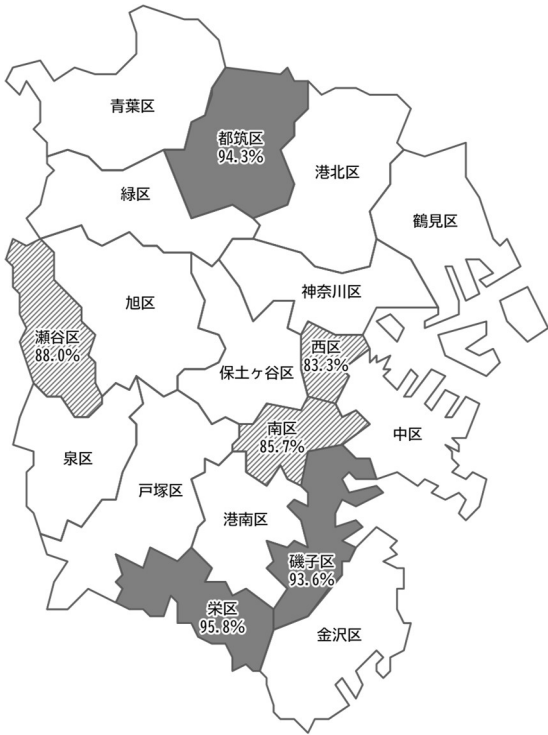 青葉区
都筑区
94.3%
港北区
緑区
鶴見区
神奈川区
旭区
瀬谷区
88.0%
西区
83.3%
保土ヶ谷区
南区
85.7%
中区
泉区
戸塚区
港南区
磯子区
93.6%
栄区
95.8%
金沢区